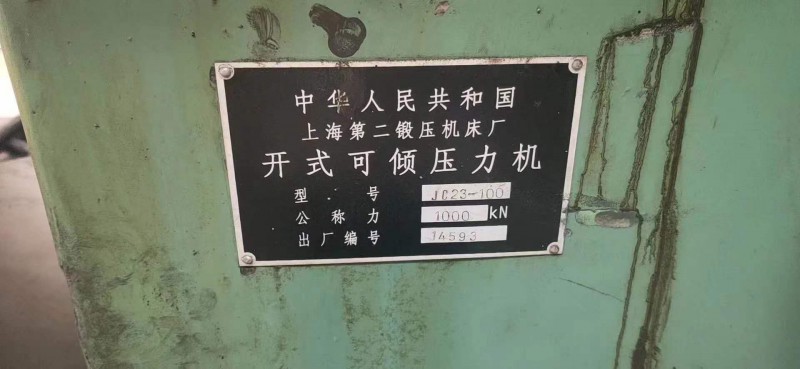 中华人民共和国
上海第二锻压机床厂
开式可倾压力机
型号 JC23-100
公称力 1000 kN
出厂编号 14593